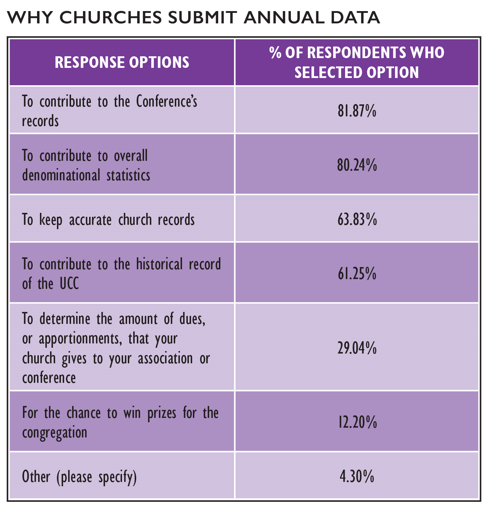 WHY CHURCHES SUBMIT ANNUAL DATA
RESPONSE OPTIONS
% OF RESPONDENTS WHO
SELECTED OPTION
To contribute to the Conference's
records
81.87%
To contribute to overall
denominational statistics
80.24%
To keep accurate church records
63.83%
To contribute to the historical record
of the UCC
61.25%
To determine the amount of dues,
or apportionments, that your
church gives to your association or
conference
29.04%
For the chance to win prizes for the
congregation
12.20%
Other (please specify)
4.30%